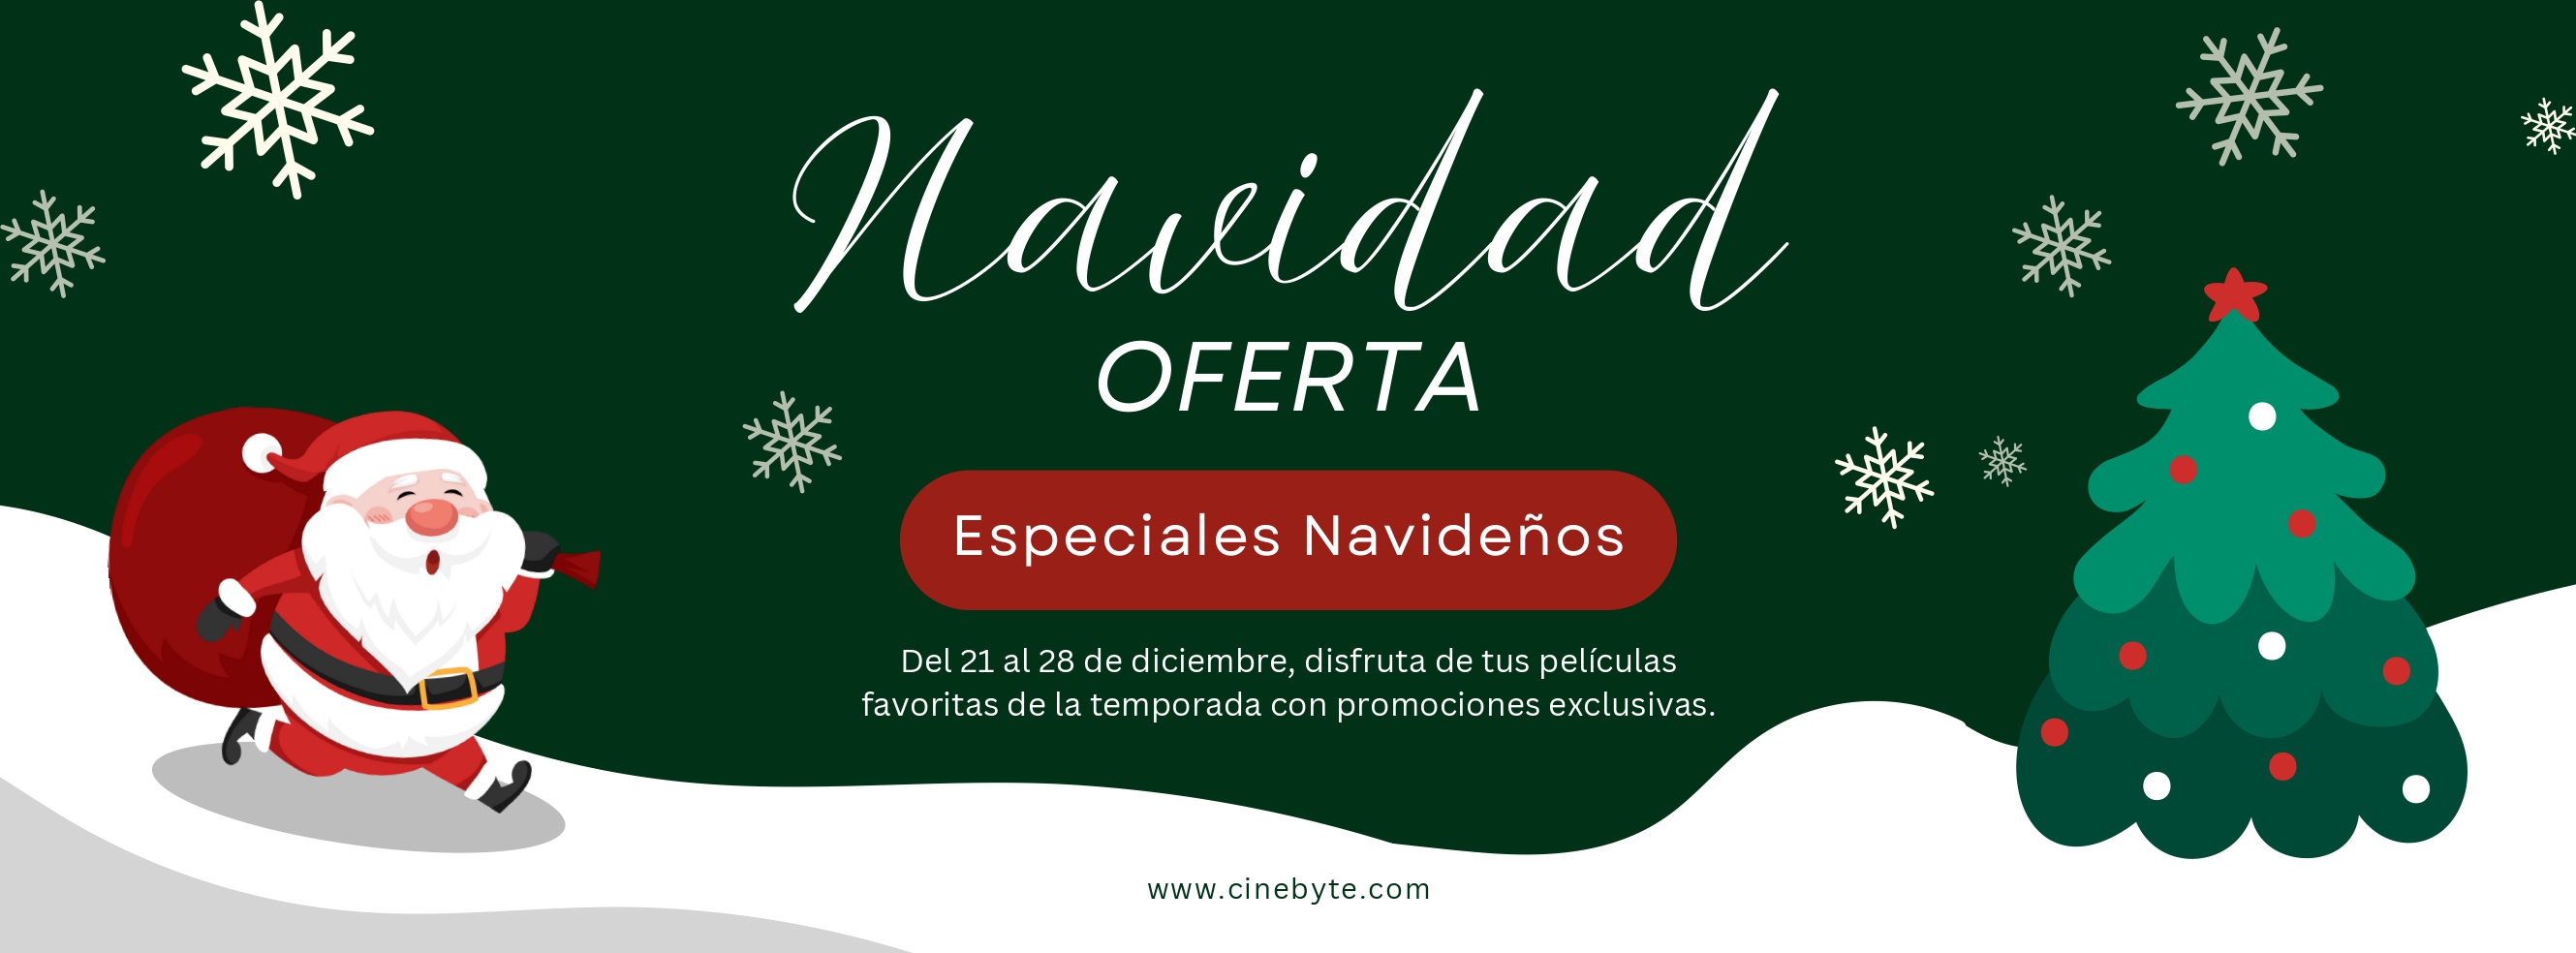 Navidad
OFERTA
Especiales Navideños
Del 21 al 28 de diciembre, disfruta de tus películas
favoritas de la temporada con promociones exclusivas.
www.cinebyte.com